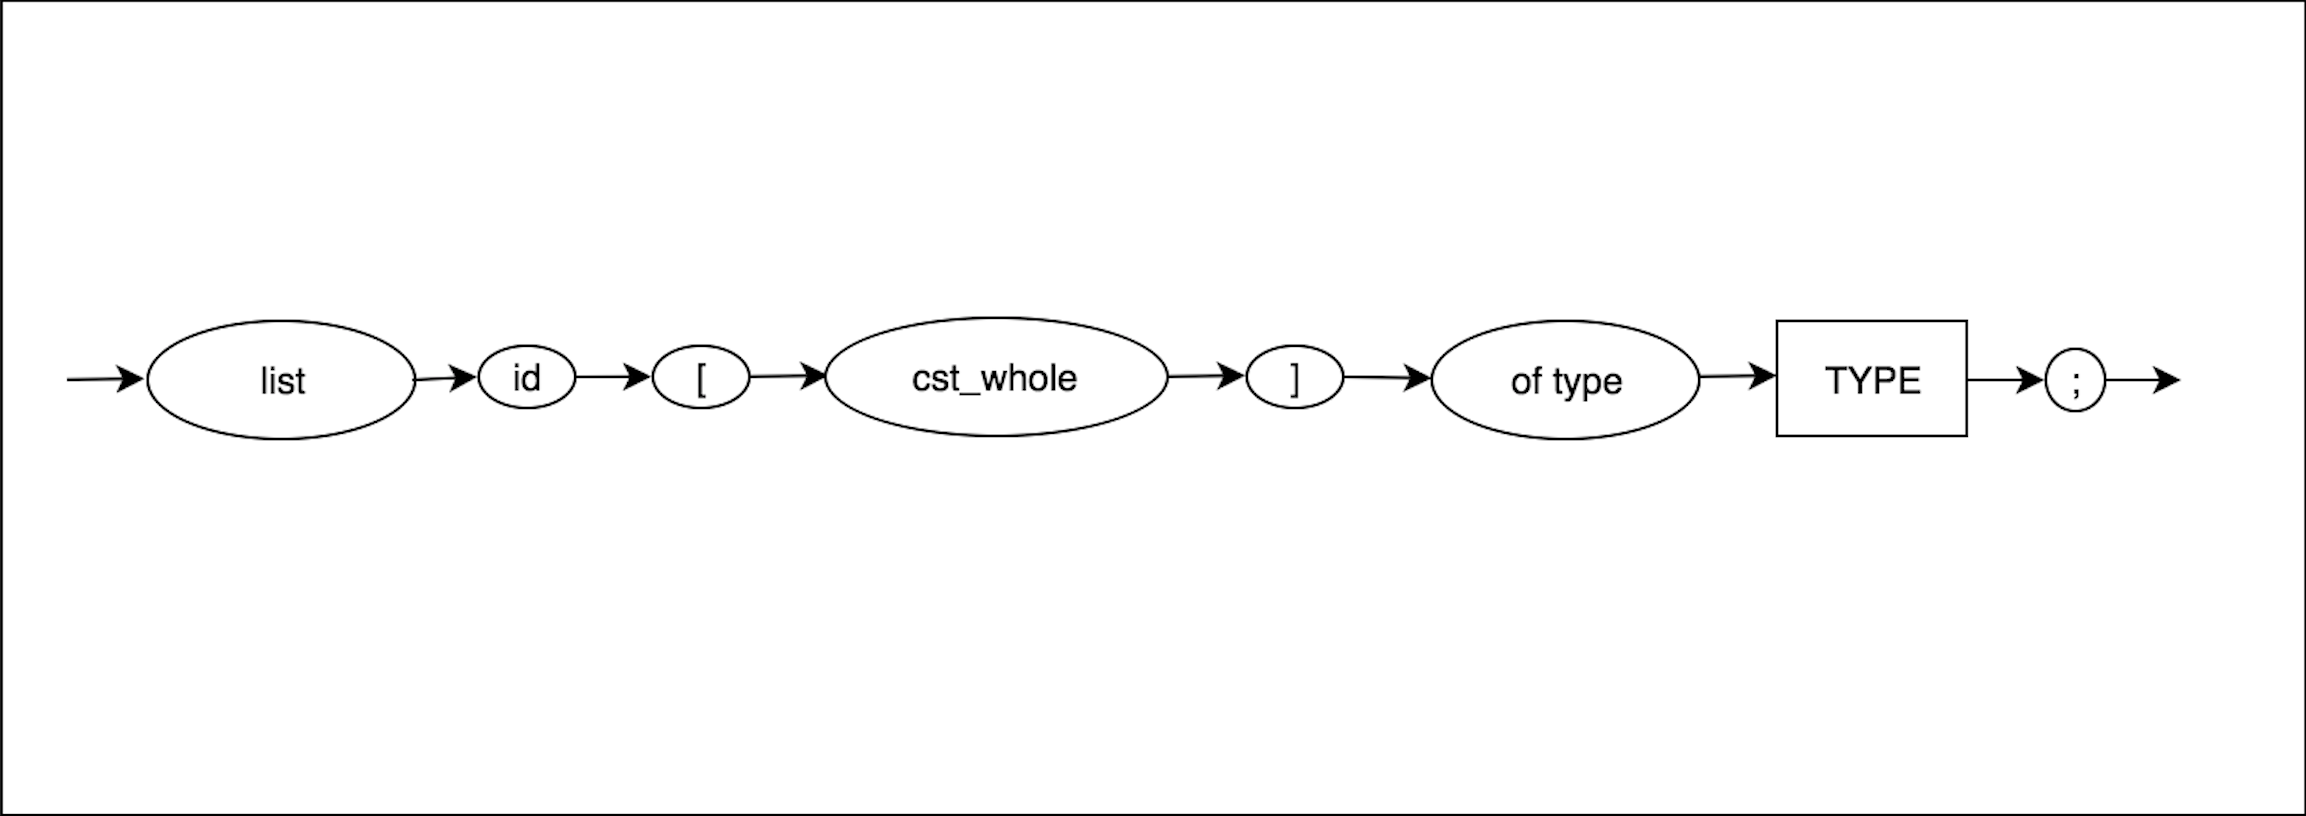 list id [ cst_whole ] of type TYPE ;